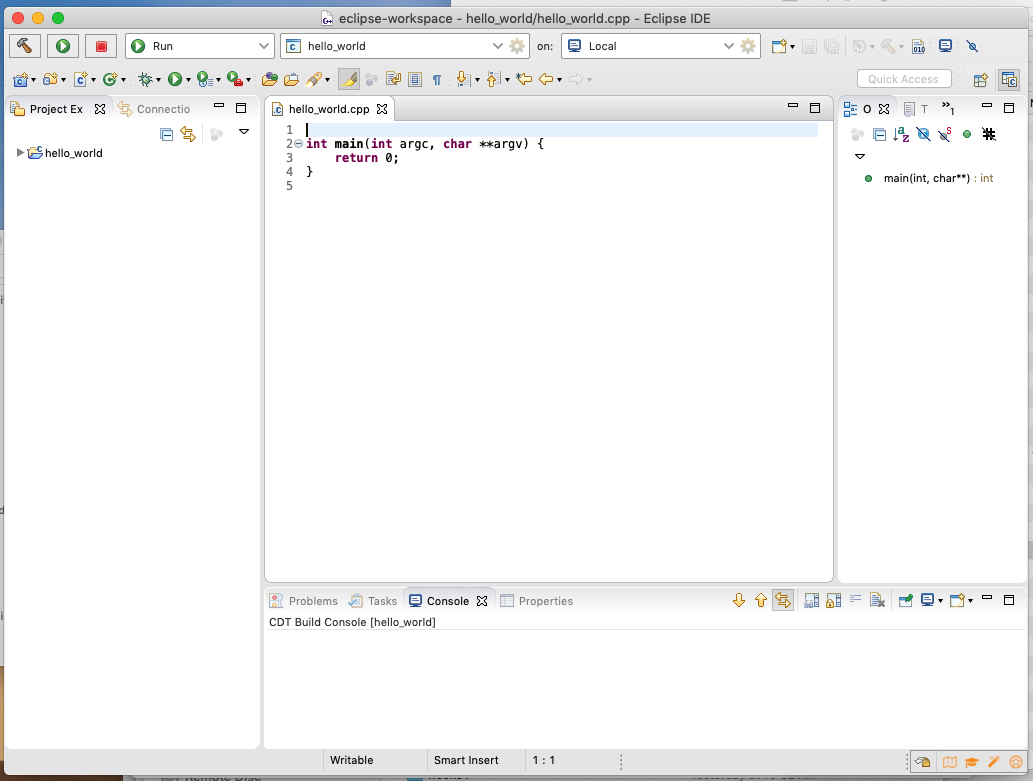 eclipse-workspace - hello_world/hello_world.cpp - Eclipse IDE
Run
hello_world
on:
Local
Quick Access
Project Ex
Connectio
hello_world.cpp
O
T
»1
hello_world
1
2 int main(int argc, char **argv) {
3 return 0;
4 }
5
main(int, char**) : int
Problems
Tasks
Console
Properties
CDT Build Console [hello_world]
Writable
Smart Insert
1 : 1
Remote Disc